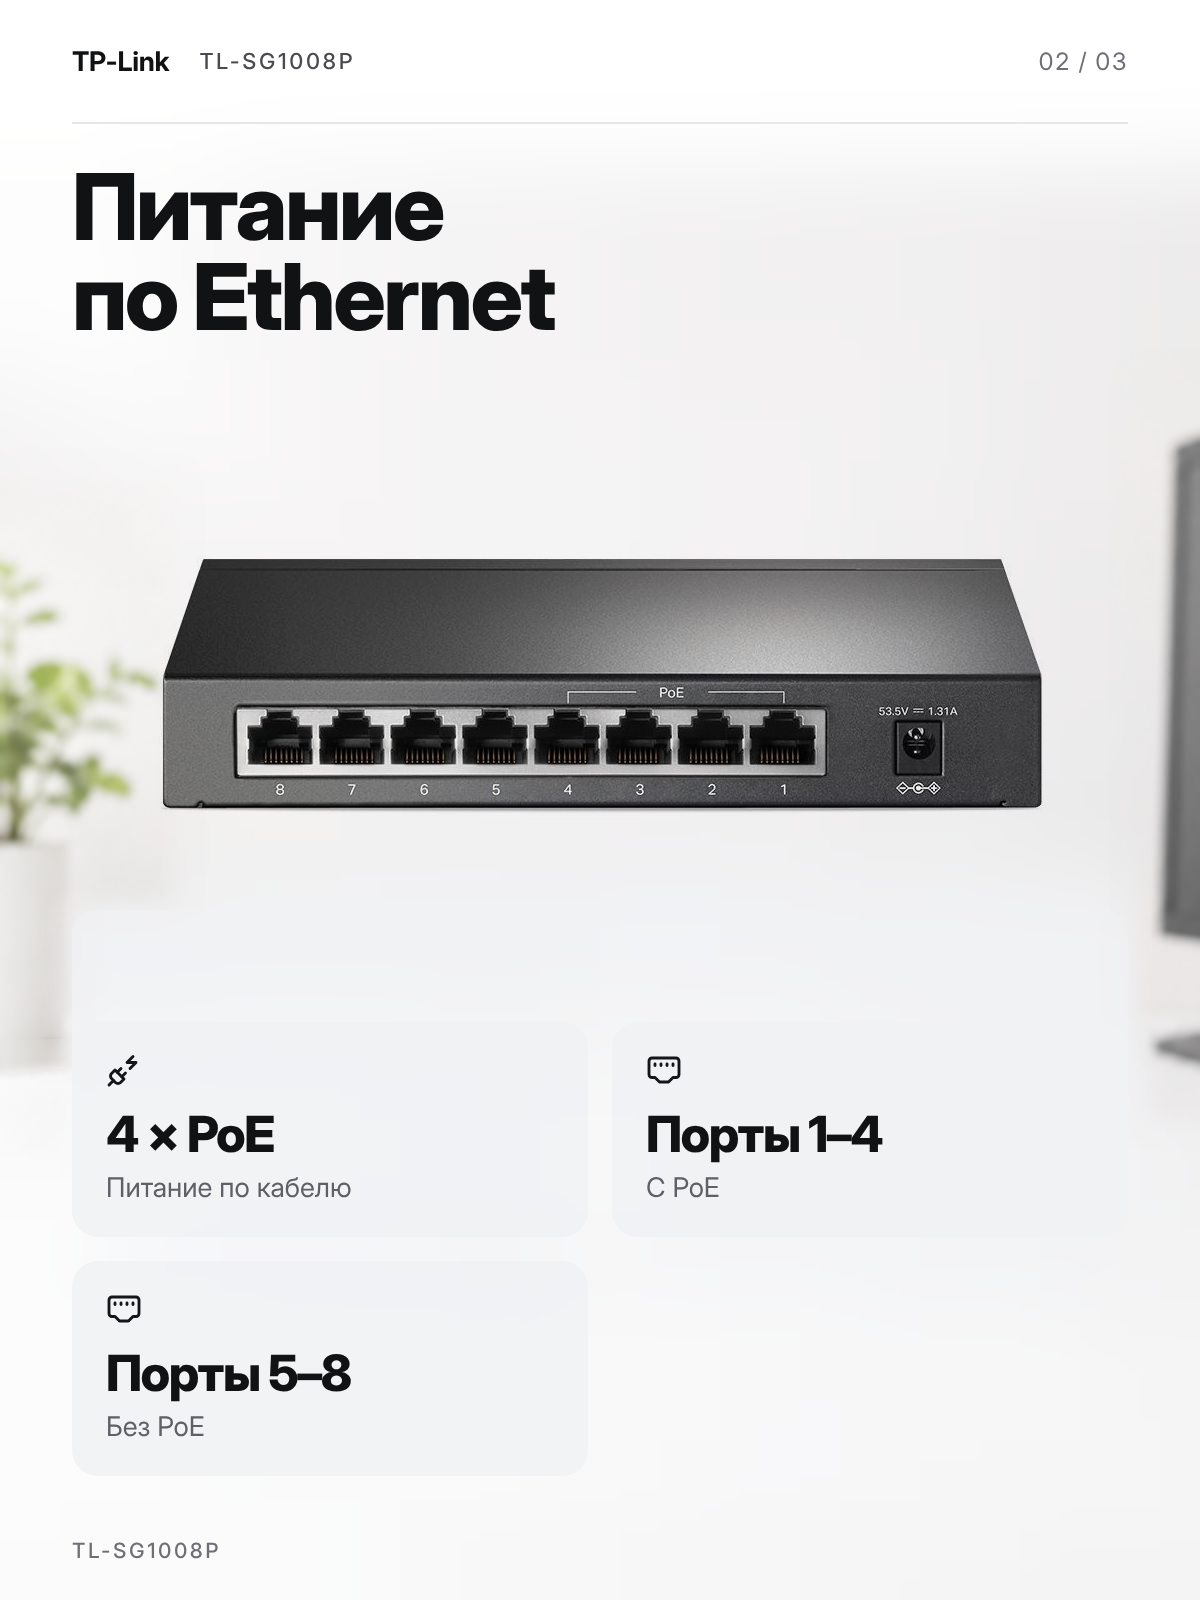 TP-Link TL-SG1008P 02 / 03
Питание
по Ethernet
PoE
53.5V ⎓ 1.31A
8 7 6 5 4 3 2 1
4 × PoE
Питание по кабелю
Порты 1–4
С PoE
Порты 5–8
Без PoE
TL-SG1008P